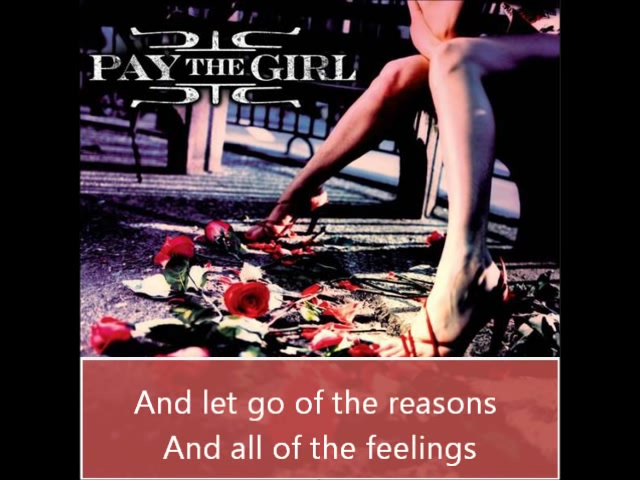 PAY THE GIRL
And let go of the reasons
And all of the feelings